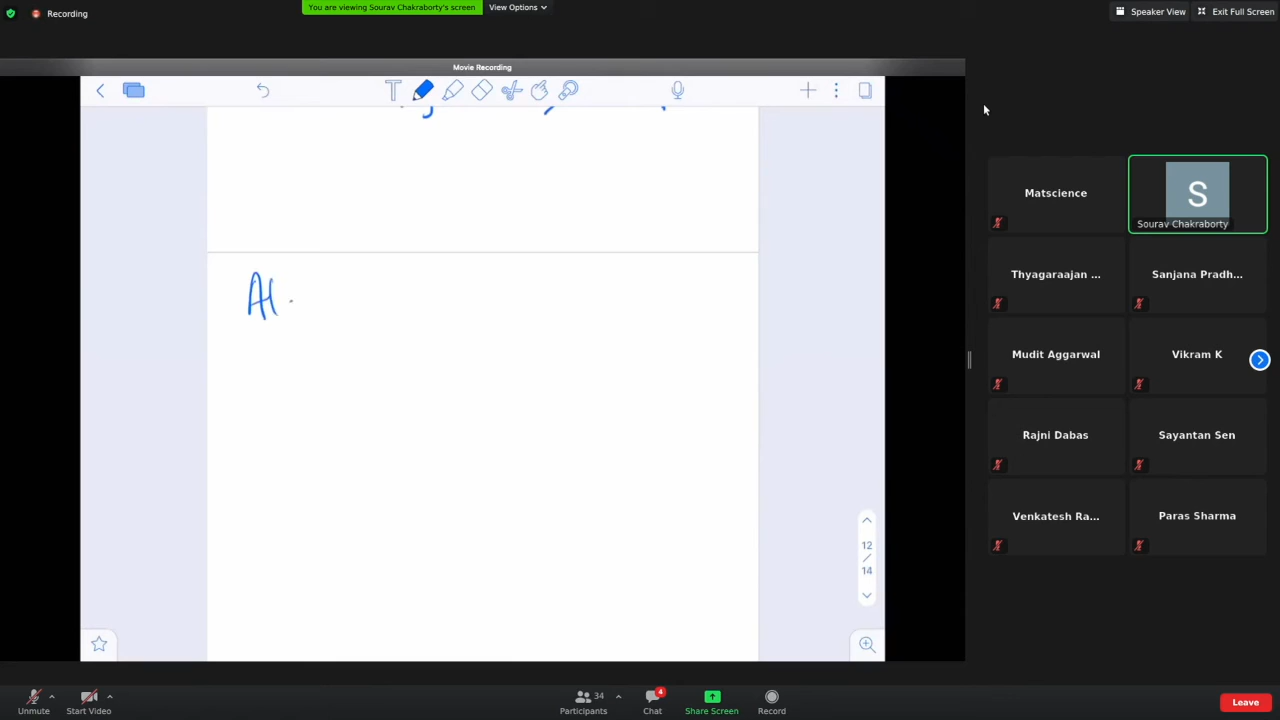 Recording
You are viewing Sourav Chakraborty's screen
View Options
Speaker View
Exit Full Screen
Movie Recording
T
Al
12
/
14
Matscience
S
Sourav Chakraborty
Thyagaraajan ...
Sanjana Pradh...
Mudit Aggarwal
Vikram K
Rajni Dabas
Sayantan Sen
Venkatesh Ra...
Paras Sharma
Unmute
Start Video
34
Participants
4
Chat
Share Screen
Record
Leave